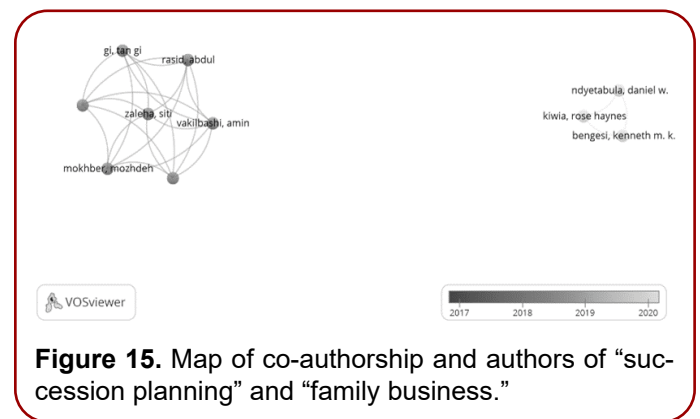 gi, tan gi
rasid, abdul
zaleha, siti
vakilbashi, amin
mokhber, mozhdeh
ndyetabula, daniel w.
kiwia, rose haynes
bengesi, kenneth m. k.
VOSviewer
2017 2018 2019 2020
Figure 15. Map of co-authorship and authors of “suc-
cession planning” and “family business.”